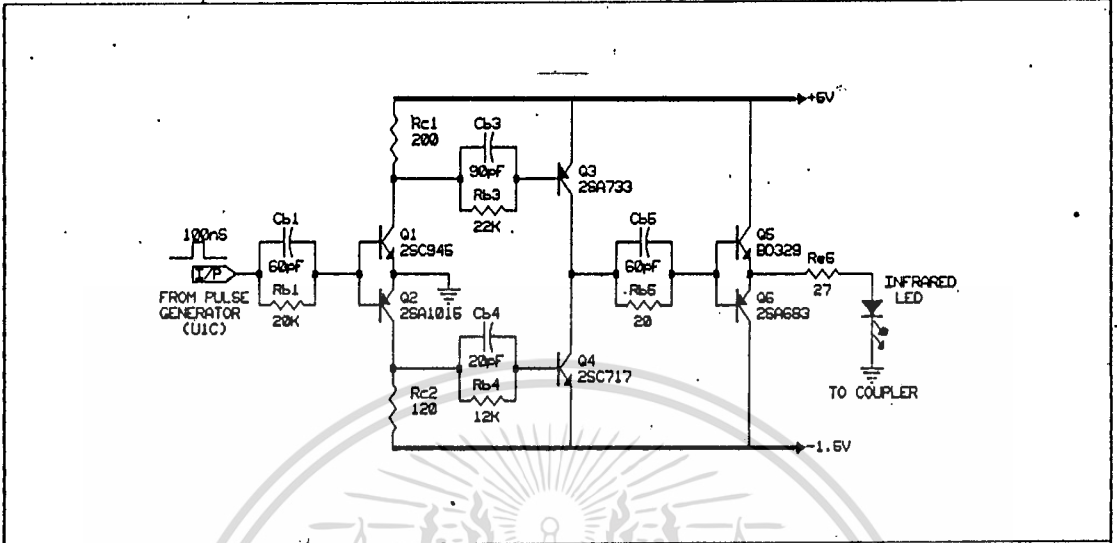 +5V
Rc1
200
Cb3
90pF
Rb3
22K
Q3
2SA733
100nS
I/P
FROM PULSE
GENERATOR
(U1C)
Cb1
60pF
Rb1
20K
Q1
2SC945
Q2
2SA1015
Cb4
20pF
Rb4
12K
Rc2
120
Q4
2SC717
Cb5
60pF
Rb5
20
Q5
BD329
Q6
2SA683
Re5
27
INFRARED
LED
TO COUPLER
-1.5V